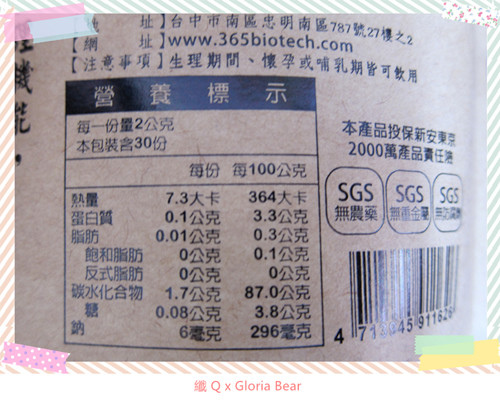 址】台中市南區忠明南區787號27樓之2
【網 址】www.365biotech.com
【注意事項】生理期間、懷孕或哺乳期皆可飲用
營養標示
每一份量2公克
本包裝含30份
每份 每100公克
熱量 7.3大卡 364大卡
蛋白質 0.1公克 3.3公克
脂肪 0.01公克 0.3公克
飽和脂肪 0公克 0.1公克
反式脂肪 0公克 0公克
碳水化合物 1.7公克 87.0公克
糖 0.08公克 3.8公克
鈉 6毫克 296毫克
本產品投保新安東京
2000萬產品責任險
SGS
無農藥
SGS
無重金屬
SGS
纖 Q x Gloria Bear